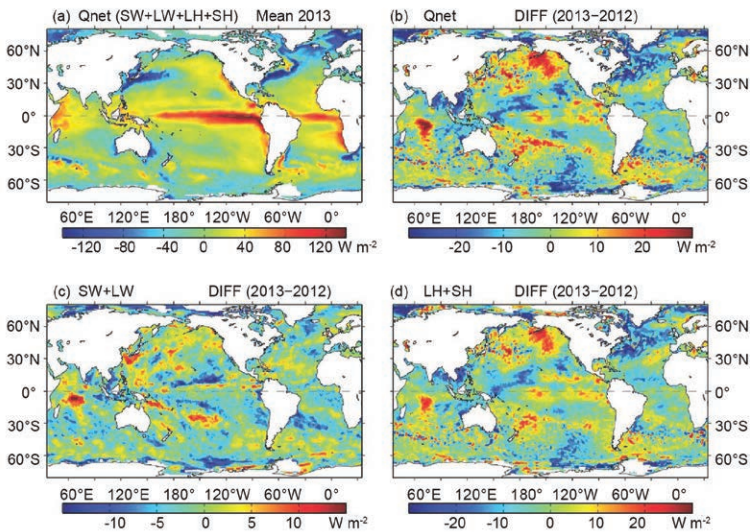 (a) Qnet (SW+LW+LH+SH) Mean 2013
60°N
30°N
0°
30°S
60°S
60°E 120°E 180° 120°W 60°W 0°
-120 -80 -40 0 40 80 120 W m-2
(b) Qnet DIFF (2013–2012)
60°N
30°N
0°
30°S
60°S
60°E 120°E 180° 120°W 60°W 0°
-20 -10 0 10 20 W m-2
(c) SW+LW DIFF (2013–2012)
60°N
30°N
0°
30°S
60°S
60°E 120°E 180° 120°W 60°W 0°
-10 -5 0 5 10 W m-2
(d) LH+SH DIFF (2013–2012)
60°N
30°N
0°
30°S
60°S
60°E 120°E 180° 120°W 60°W 0°
-20 -10 0 10 20 W m-2